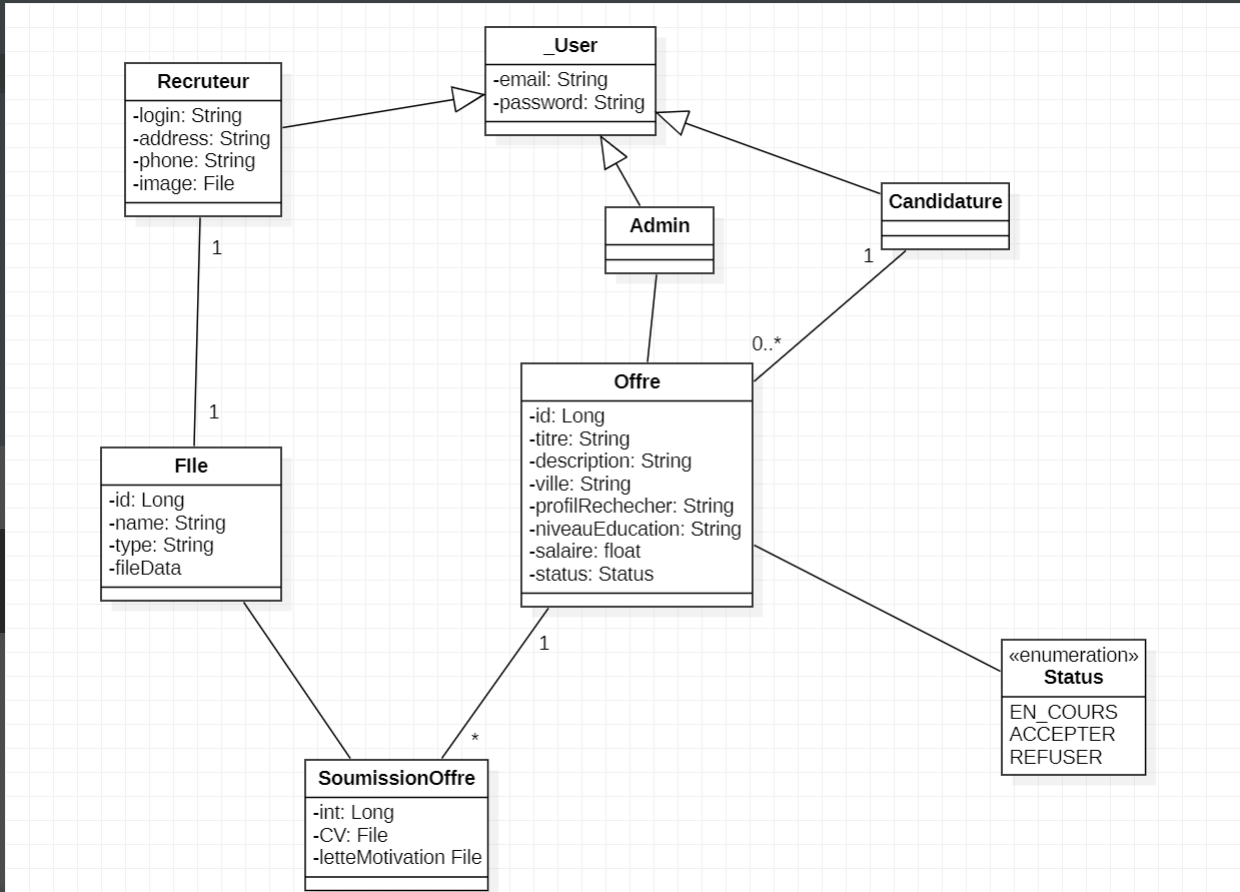 _User
-email: String
-password: String
Recruteur
-login: String
-address: String
-phone: String
-image: File
Admin
Candidature
1
1
0..*
1
Offre
-id: Long
-titre: String
-description: String
-ville: String
-profilRechecher: String
-niveauEducation: String
-salaire: float
-status: Status
FIle
-id: Long
-name: String
-type: String
-fileData
1
*
«enumeration»
Status
EN_COURS
ACCEPTER
REFUSER
SoumissionOffre
-int: Long
-CV: File
-letteMotivation File